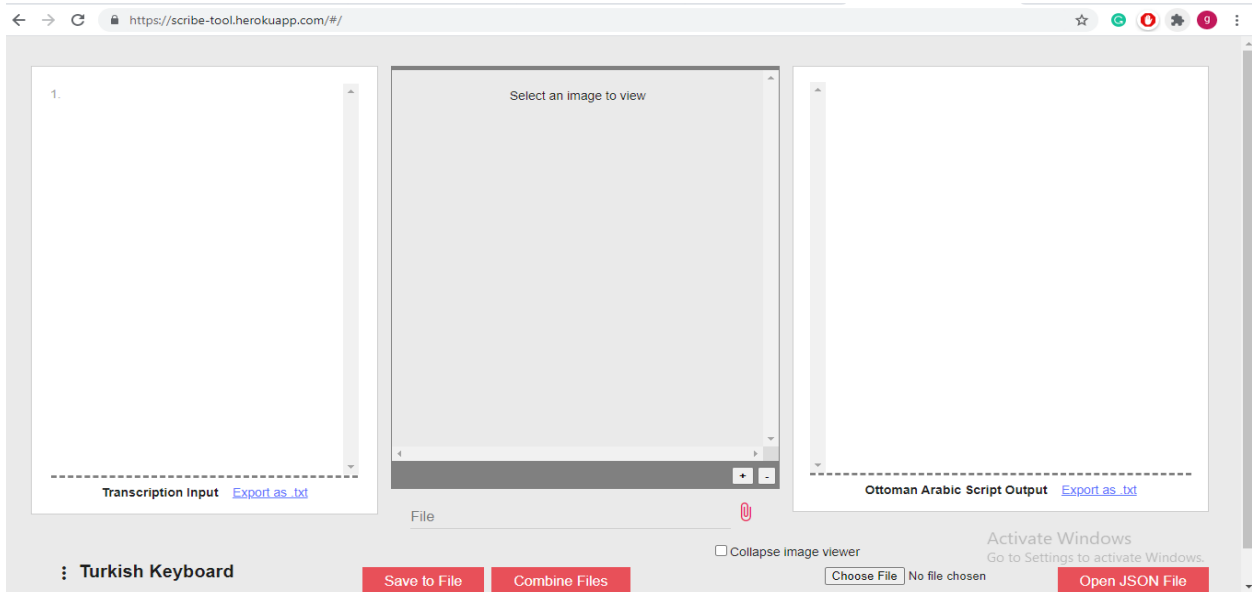 https://scribe-tool.herokuapp.com/#/
g
1.
Select an image to view
+ -
Transcription Input Export as .txt
Ottoman Arabic Script Output Export as .txt
File
Collapse image viewer
Activate Windows
Go to Settings to activate Windows.
Turkish Keyboard
Save to File
Combine Files
Choose File No file chosen
Open JSON File